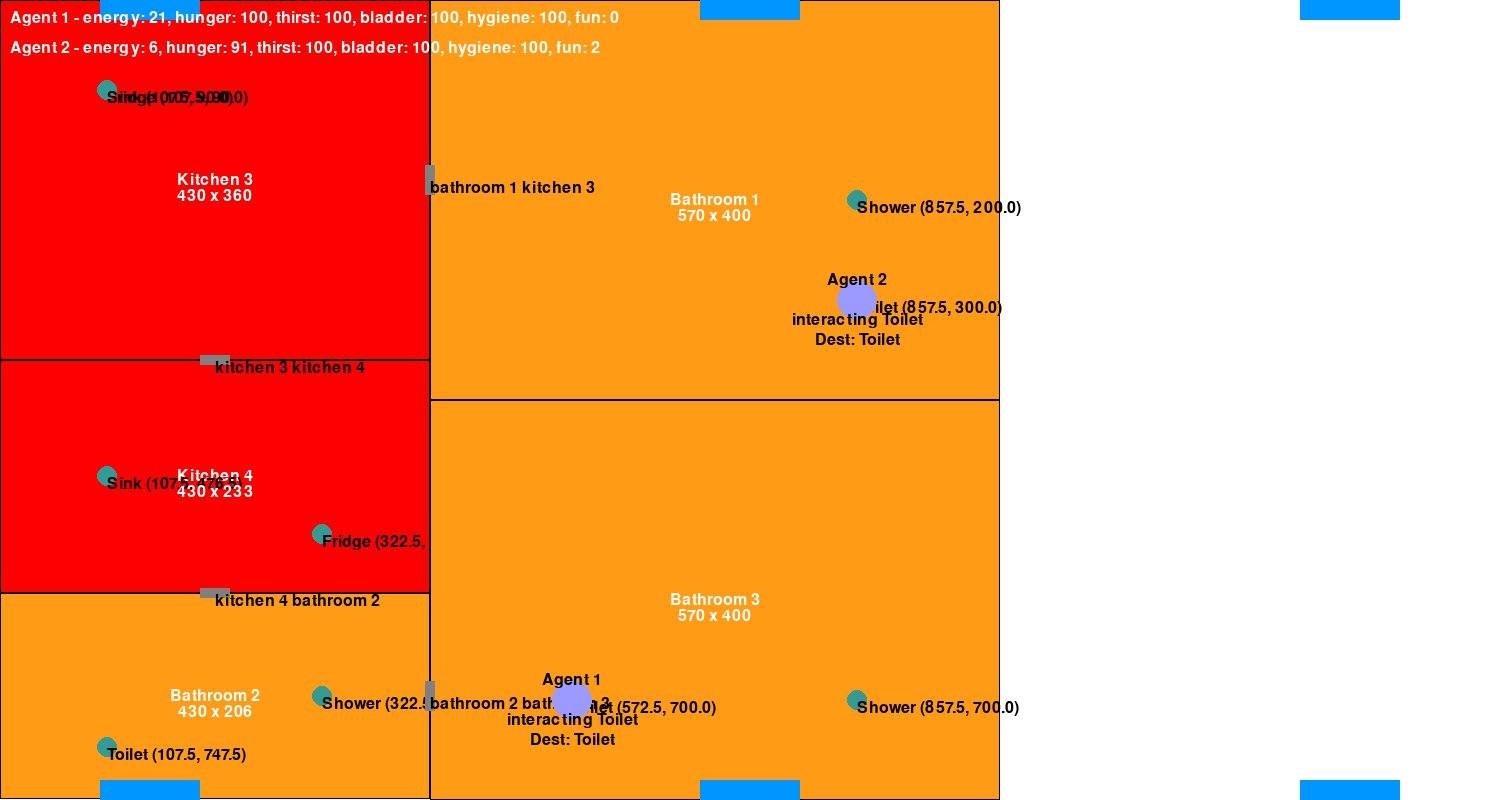 Agent 1 - energy: 21, hunger: 100, thirst: 100, bladder: 100, hygiene: 100, fun: 0
Agent 2 - energy: 6, hunger: 91, thirst: 100, bladder: 100, hygiene: 100, fun: 2
Kitchen 3
430 x 360
bathroom 1 kitchen 3
Bathroom 1
570 x 400
Shower (857.5, 200.0)
Agent 2
ilet (857.5, 300.0)
interacting Toilet
Dest: Toilet
kitchen 3 kitchen 4
Kitchen 4
430 x 233
Sink (107.5, 476.5)
Fridge (322.5,
kitchen 4 bathroom 2
Bathroom 3
570 x 400
Bathroom 2
430 x 206
Shower (322.5
bathroom 2 bath
Toilet (107.5, 747.5)
Agent 1
let (572.5, 700.0)
interacting Toilet
Dest: Toilet
Shower (857.5, 700.0)